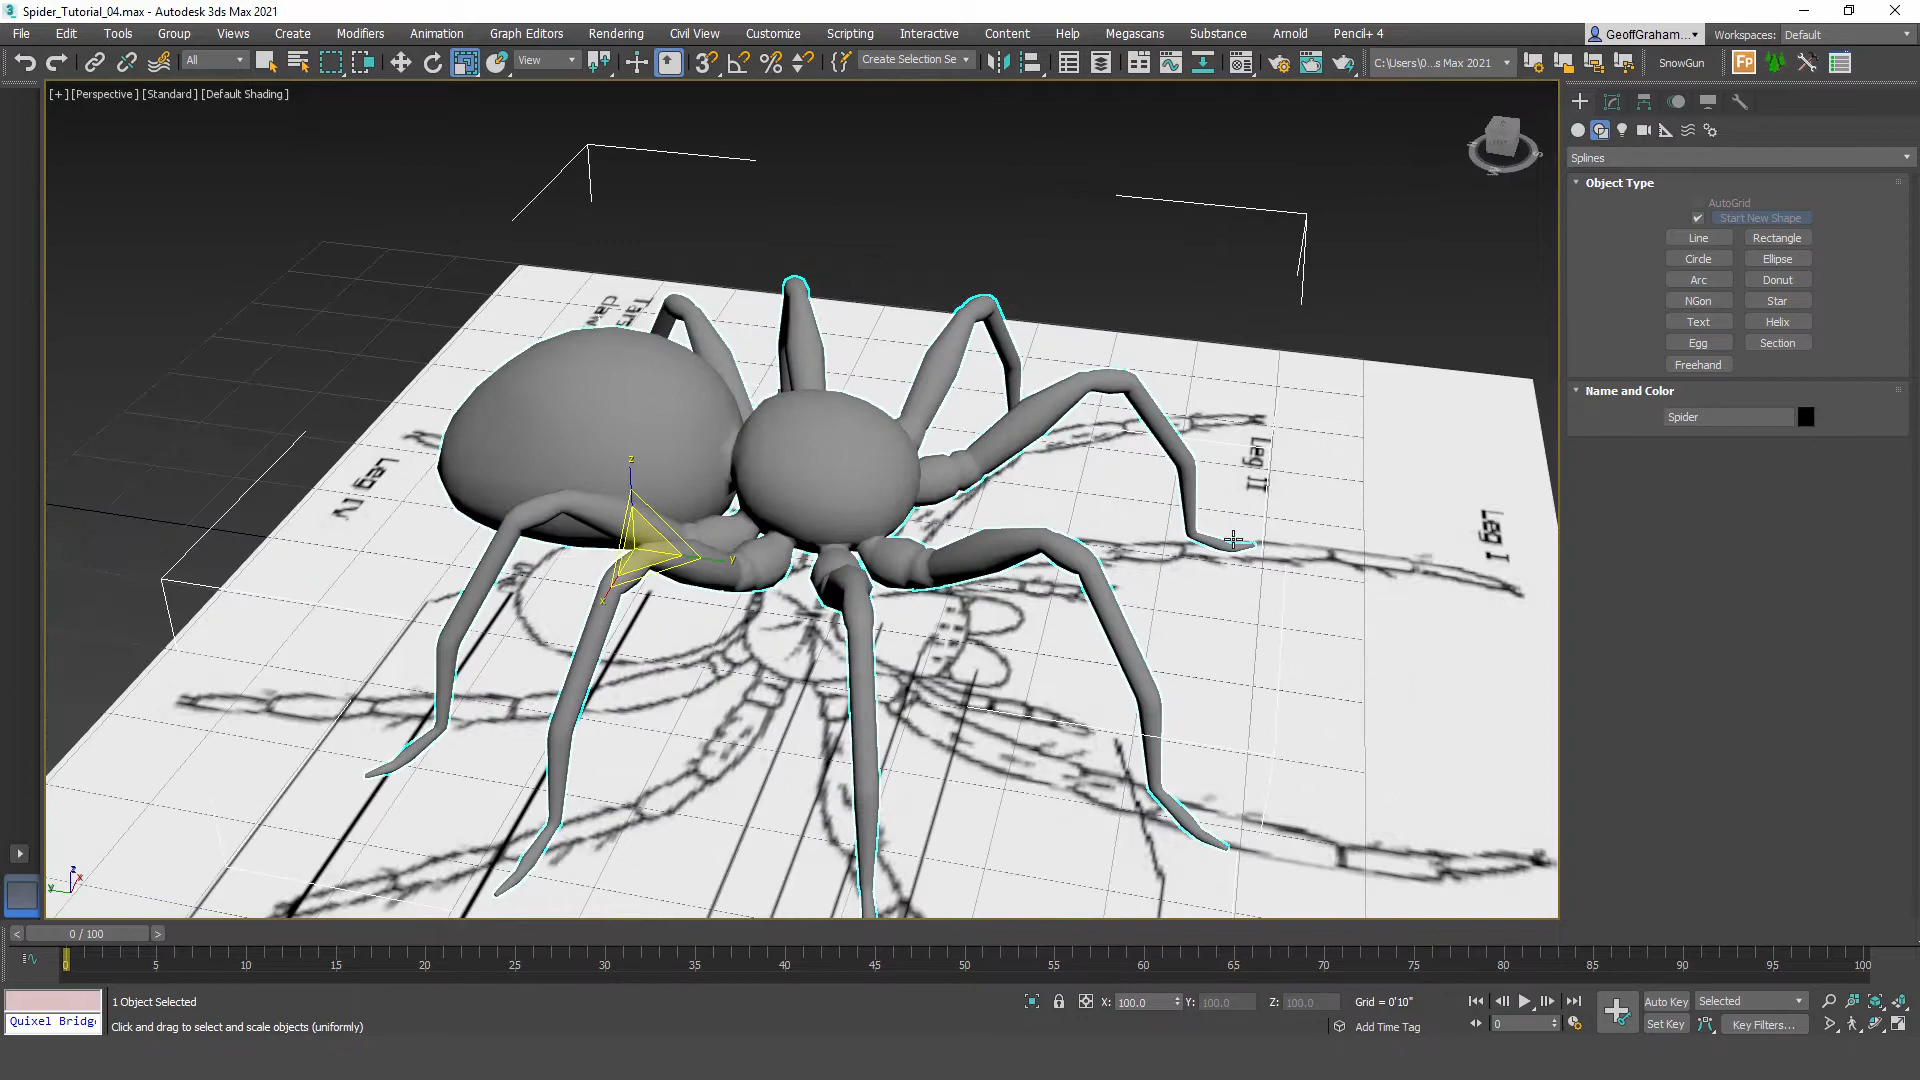 Spider_Tutorial_04.max - Autodesk 3ds Max 2021
File Edit Tools Group Views Create Modifiers Animation Graph Editors Rendering Civil View Customize Scripting Interactive Content Help Megascans Substance Arnold Pencil+ 4
GeoffGraham... Workspaces: Default
All View Create Selection Se C:\Users\0...s Max 2021 SnowGun
[+] [Perspective] [Standard] [Default Shading]
Splines
Object Type
AutoGrid
Start New Shape
Line Rectangle
Circle Ellipse
Arc Donut
NGon Star
Text Helix
Egg Section
Freehand
Name and Color
Spider
z
y
x
Leg IV
Leg II
Leg I
z
x
y
< 0 / 100 >
0 5 10 15 20 25 30 35 40 45 50 55 60 65 70 75 80 85 90 95 100
1 Object Selected
X: 100.0 Y: 100.0 Z: 100.0 Grid = 0'10"
Auto Key Selected
Quixel Bridg
Click and drag to select and scale objects (uniformly)
Add Time Tag
0
Set Key Key Filters...